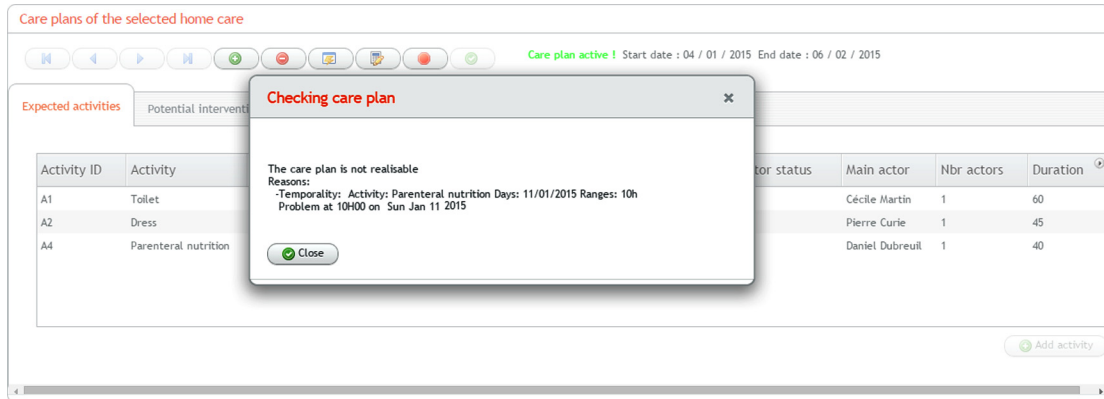 Care plans of the selected home care
Care plan active ! Start date : 04 / 01 / 2015 End date : 06 / 02 / 2015
Expected activities Potential interventi
Checking care plan
The care plan is not realisable
Reasons:
-Temporality: Activity: Parenteral nutrition Days: 11/01/2015 Ranges: 10h
Problem at 10H00 on Sun Jan 11 2015
Close
Activity ID Activity tor status Main actor Nbr actors Duration
A1 Toilet Cécile Martin 1 60
A2 Dress Pierre Curie 1 45
A4 Parenteral nutrition Daniel Dubreuil 1 40
Add activity